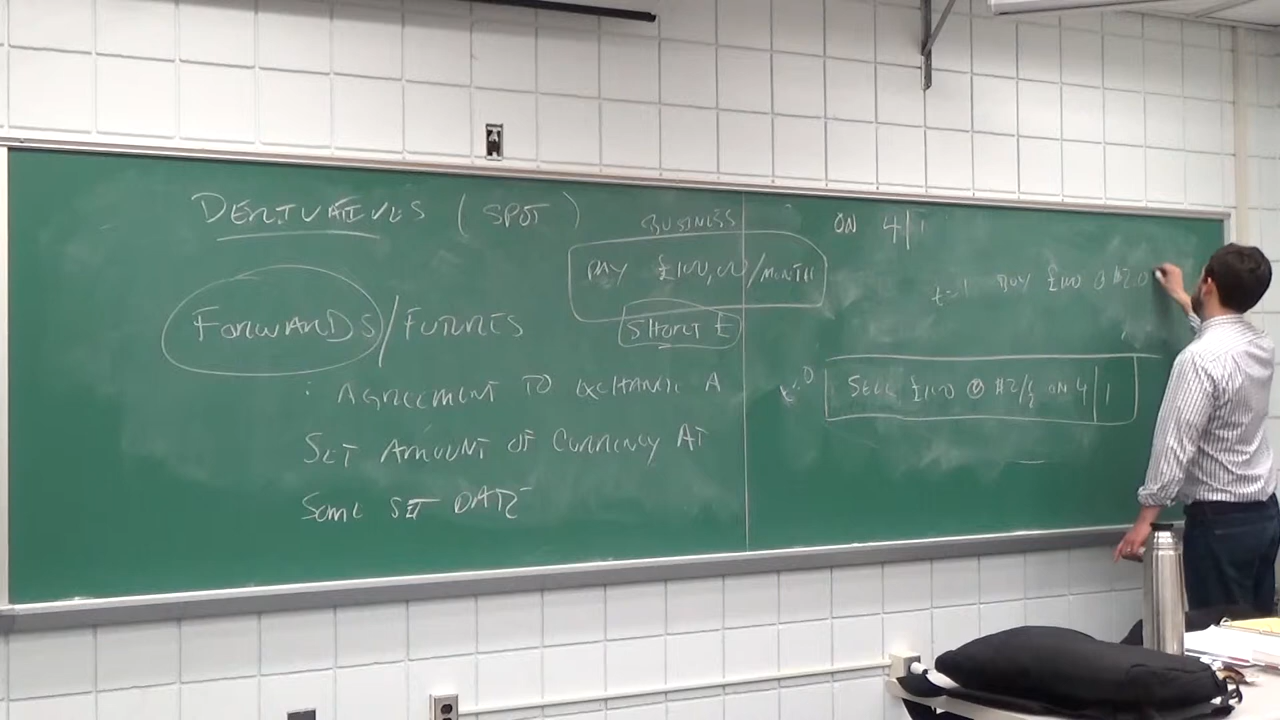 DERIVATIVES (SPOT)
FORWARDS/FUTURES
: AGREEMENT TO EXCHANGE A
SET AMOUNT OF CURRENCY AT
SOME SET DATE
BUSINESS
PAY £100,00/MONTH
SHORT £
ON 4/1
t=1 BUY £100 @ $2.0
t=0 SELL £100 @ $2/£ ON 4/1